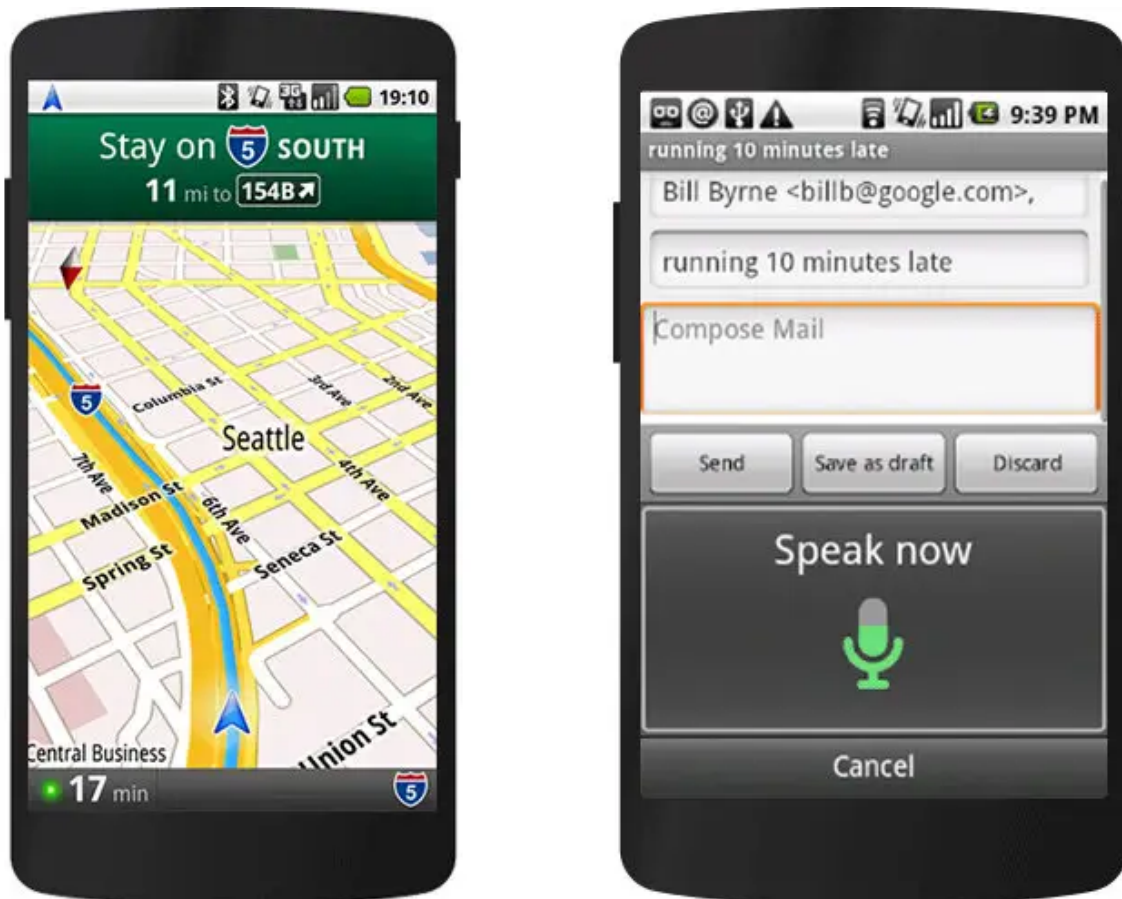 3G
19:10
Stay on 5 SOUTH
11 mi to 154B
5
Columbia St
3rd Ave
2nd Ave
Seattle
7th Ave
4th Ave
Madison St
6th Ave
Spring St
Seneca St
Union St
Central Business
17 min
5
@
9:39 PM
running 10 minutes late
Bill Byrne <billb@google.com>,
running 10 minutes late
Compose Mail
Send
Save as draft
Discard
Speak now
Cancel